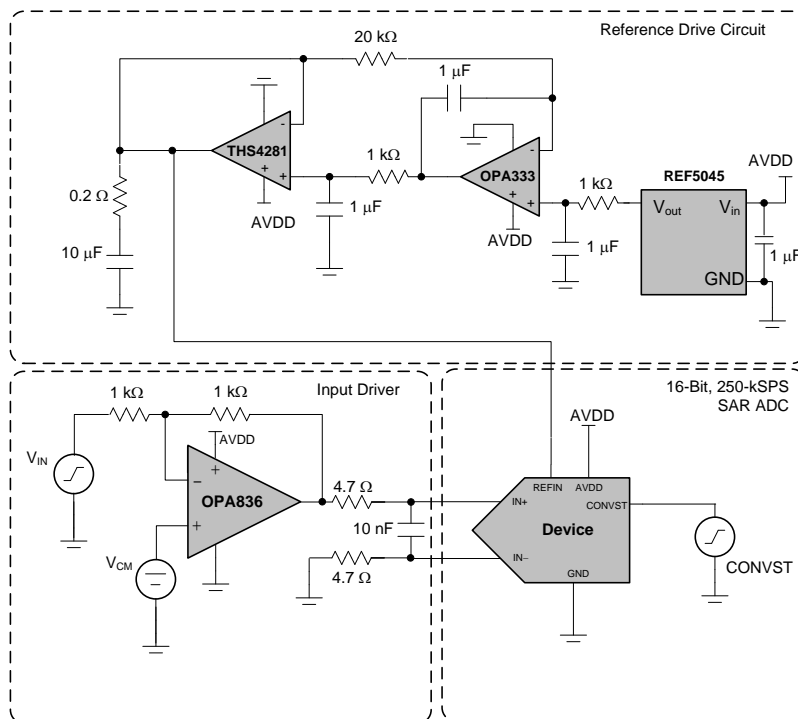 Reference Drive Circuit
20 kΩ
1 μF
THS4281
-
+
+
AVDD
1 kΩ
1 μF
OPA333
-
+
+
AVDD
1 kΩ
1 μF
REF5045
Vout
Vin
GND
AVDD
1 μF
0.2 Ω
10 μF
Input Driver
1 kΩ
1 kΩ
AVDD
VIN
−
+
+
OPA836
VCM
4.7 Ω
10 nF
4.7 Ω
16-Bit, 250-kSPS
SAR ADC
AVDD
REFIN
AVDD
IN+
CONVST
Device
IN−
GND
CONVST